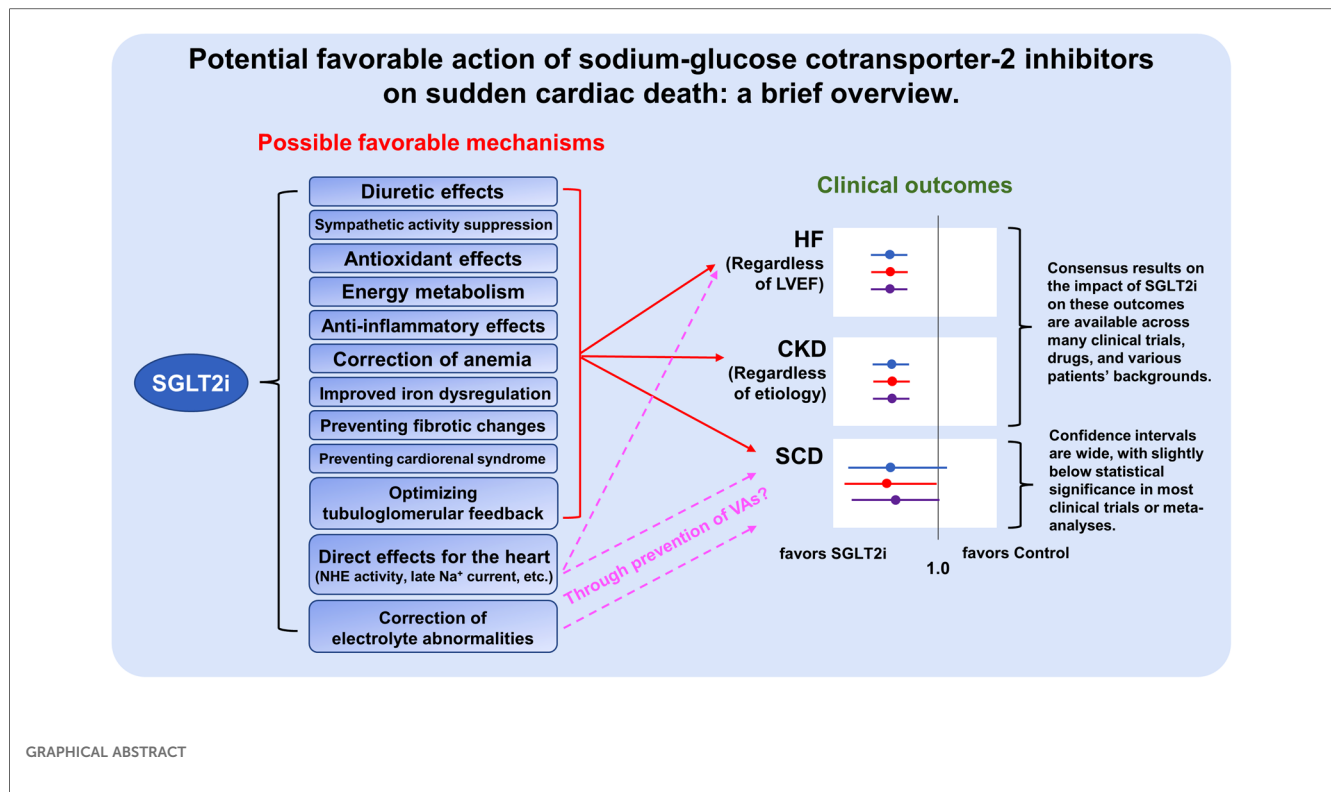 Potential favorable action of sodium-glucose cotransporter-2 inhibitors
on sudden cardiac death: a brief overview.
Possible favorable mechanisms
SGLT2i
Diuretic effects
Sympathetic activity suppression
Antioxidant effects
Energy metabolism
Anti-inflammatory effects
Correction of anemia
Improved iron dysregulation
Preventing fibrotic changes
Preventing cardiorenal syndrome
Optimizing
tubuloglomerular feedback
Direct effects for the heart
(NHE activity, late Na⁺ current, etc.)
Correction of
electrolyte abnormalities
Through prevention of VAs?
Clinical outcomes
HF
(Regardless
of LVEF)
CKD
(Regardless
of etiology)
SCD
favors SGLT2i
1.0
favors Control
Consensus results on
the impact of SGLT2i
on these outcomes
are available across
many clinical trials,
drugs, and various
patients’ backgrounds.
Confidence intervals
are wide, with slightly
below statistical
significance in most
clinical trials or meta-
analyses.
GRAPHICAL ABSTRACT